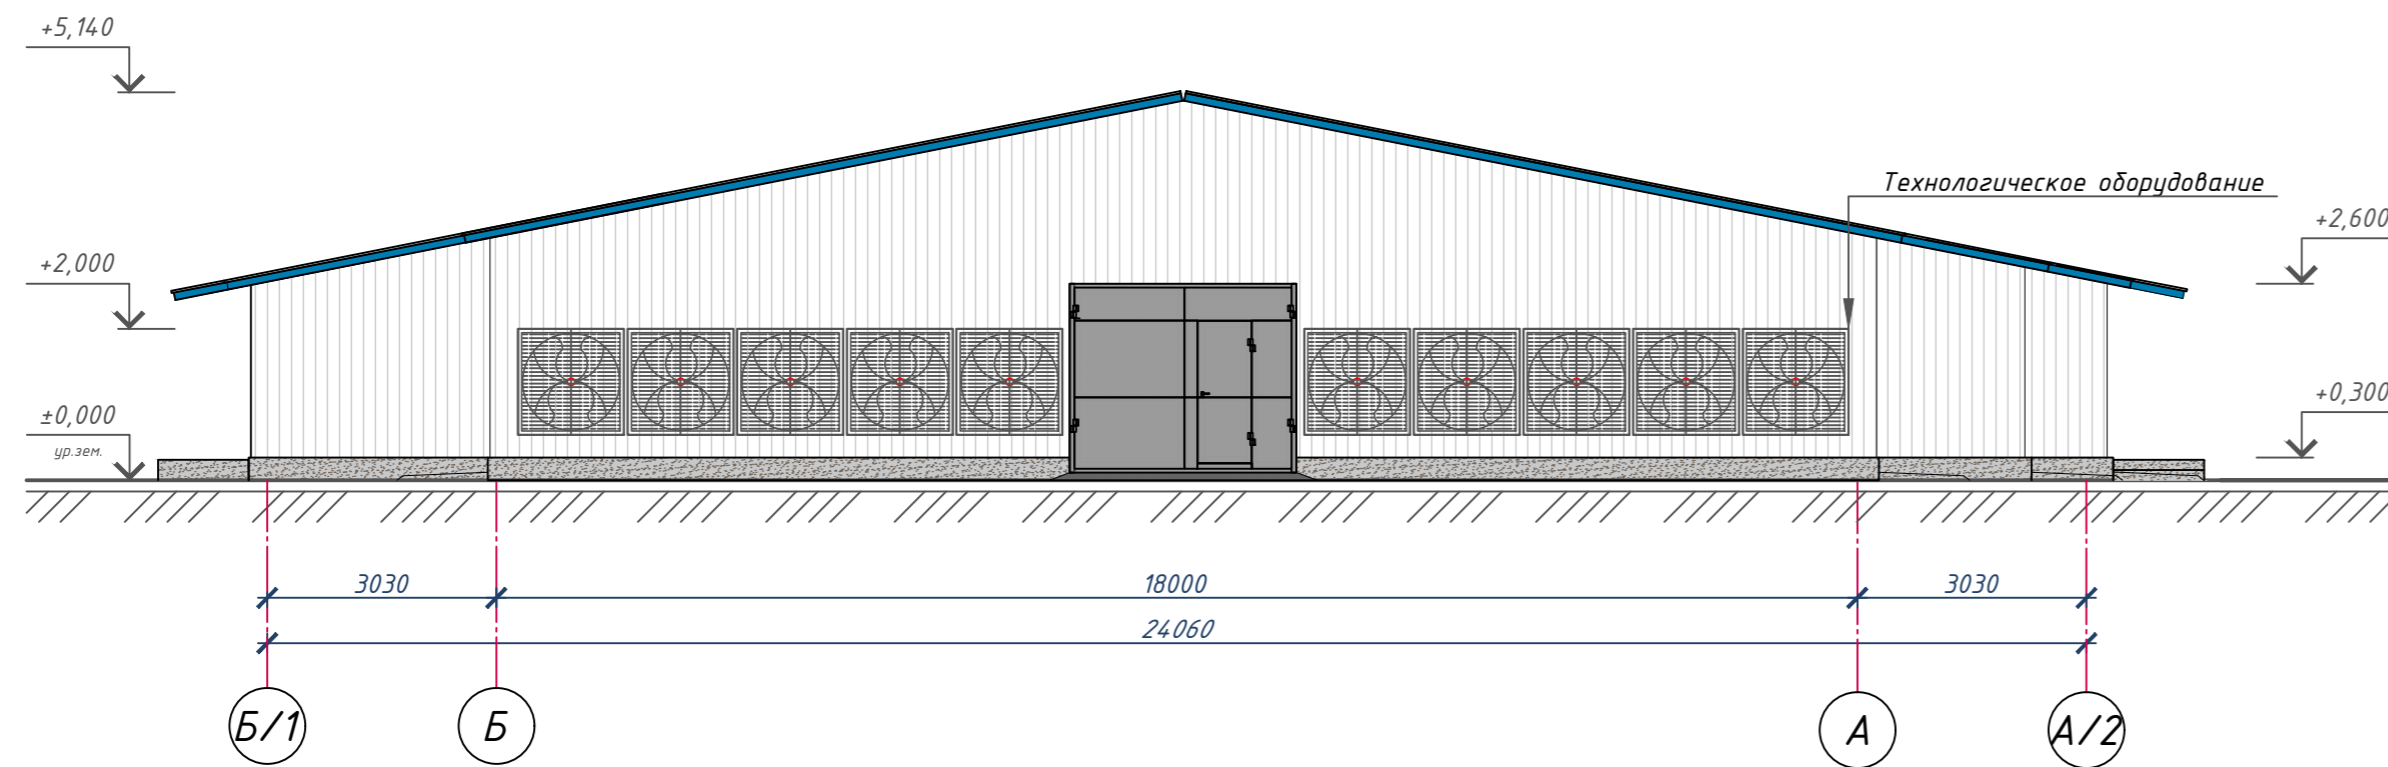 +5,140
Технологическое оборудование
+2,600
+2,000
+0,300
±0,000
ур.зем.
3030
18000
3030
24060
Б/1
Б
А
А/2